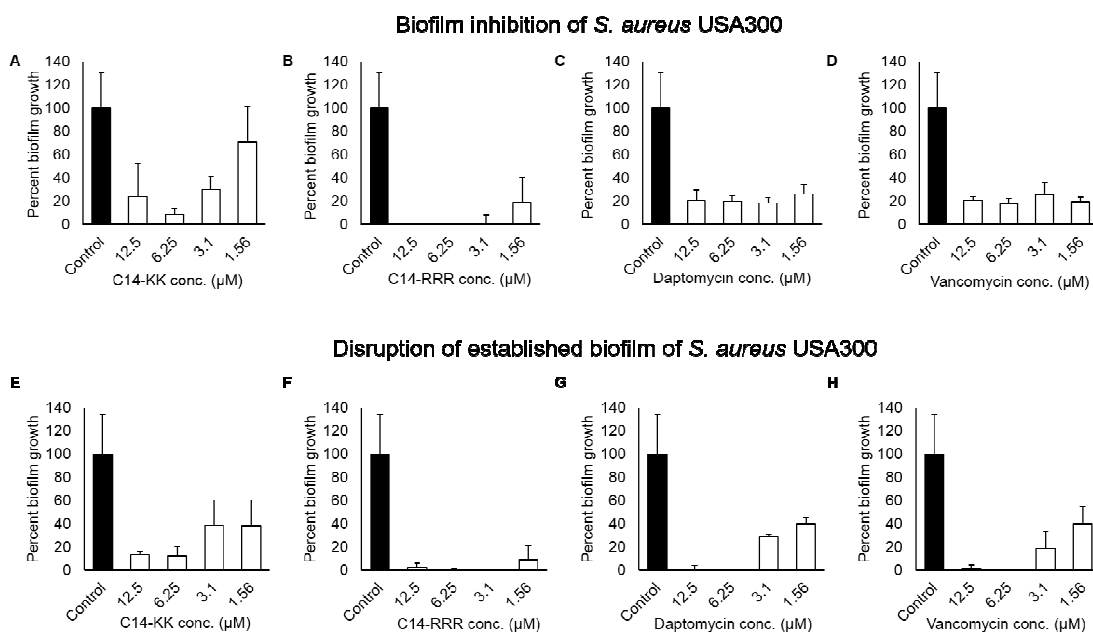 Biofilm inhibition of S. aureus USA300
A
Percent biofilm growth
140
120
100
80
60
40
20
0
Control
12.5
6.25
3.1
1.56
C14-KK conc. (µM)
B
Percent biofilm growth
140
120
100
80
60
40
20
0
Control
12.5
6.25
3.1
1.56
C14-RRR conc. (µM)
C
Percent biofilm growth
140
120
100
80
60
40
20
0
Control
12.5
6.25
3.1
1.56
Daptomycin conc. (µM)
D
Percent biofilm growth
140
120
100
80
60
40
20
0
Control
12.5
6.25
3.1
1.56
Vancomycin conc. (µM)
Disruption of established biofilm of S. aureus USA300
E
Percent biofilm growth
140
120
100
80
60
40
20
0
Control
12.5
6.25
3.1
1.56
C14-KK conc. (µM)
F
Percent biofilm growth
140
120
100
80
60
40
20
0
Control
12.5
6.25
3.1
1.56
C14-RRR conc. (µM)
G
Percent biofilm growth
140
120
100
80
60
40
20
0
Control
12.5
6.25
3.1
1.56
Daptomycin conc. (µM)
H
Percent biofilm growth
140
120
100
80
60
40
20
0
Control
12.5
6.25
3.1
1.56
Vancomycin conc. (µM)